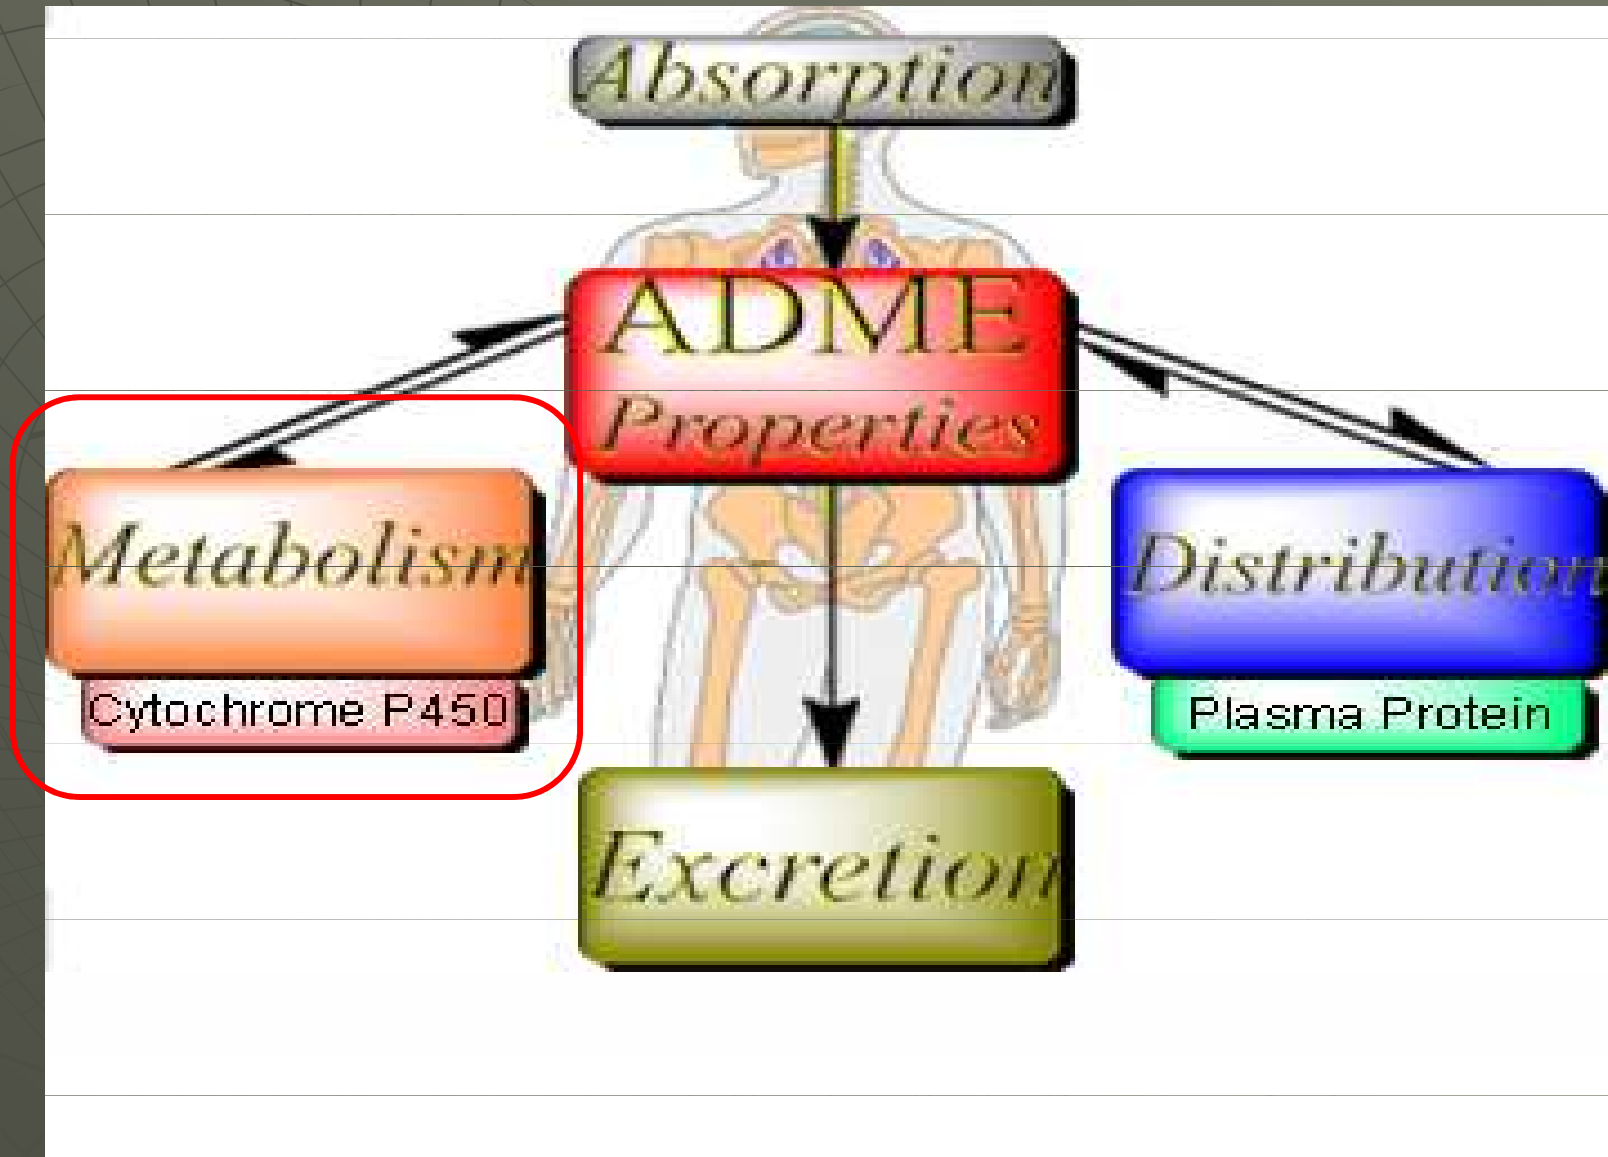 Absorption
ADME
Properties
Metabolism
Distribution
Cytochrome P450
Plasma Protein
Excretion